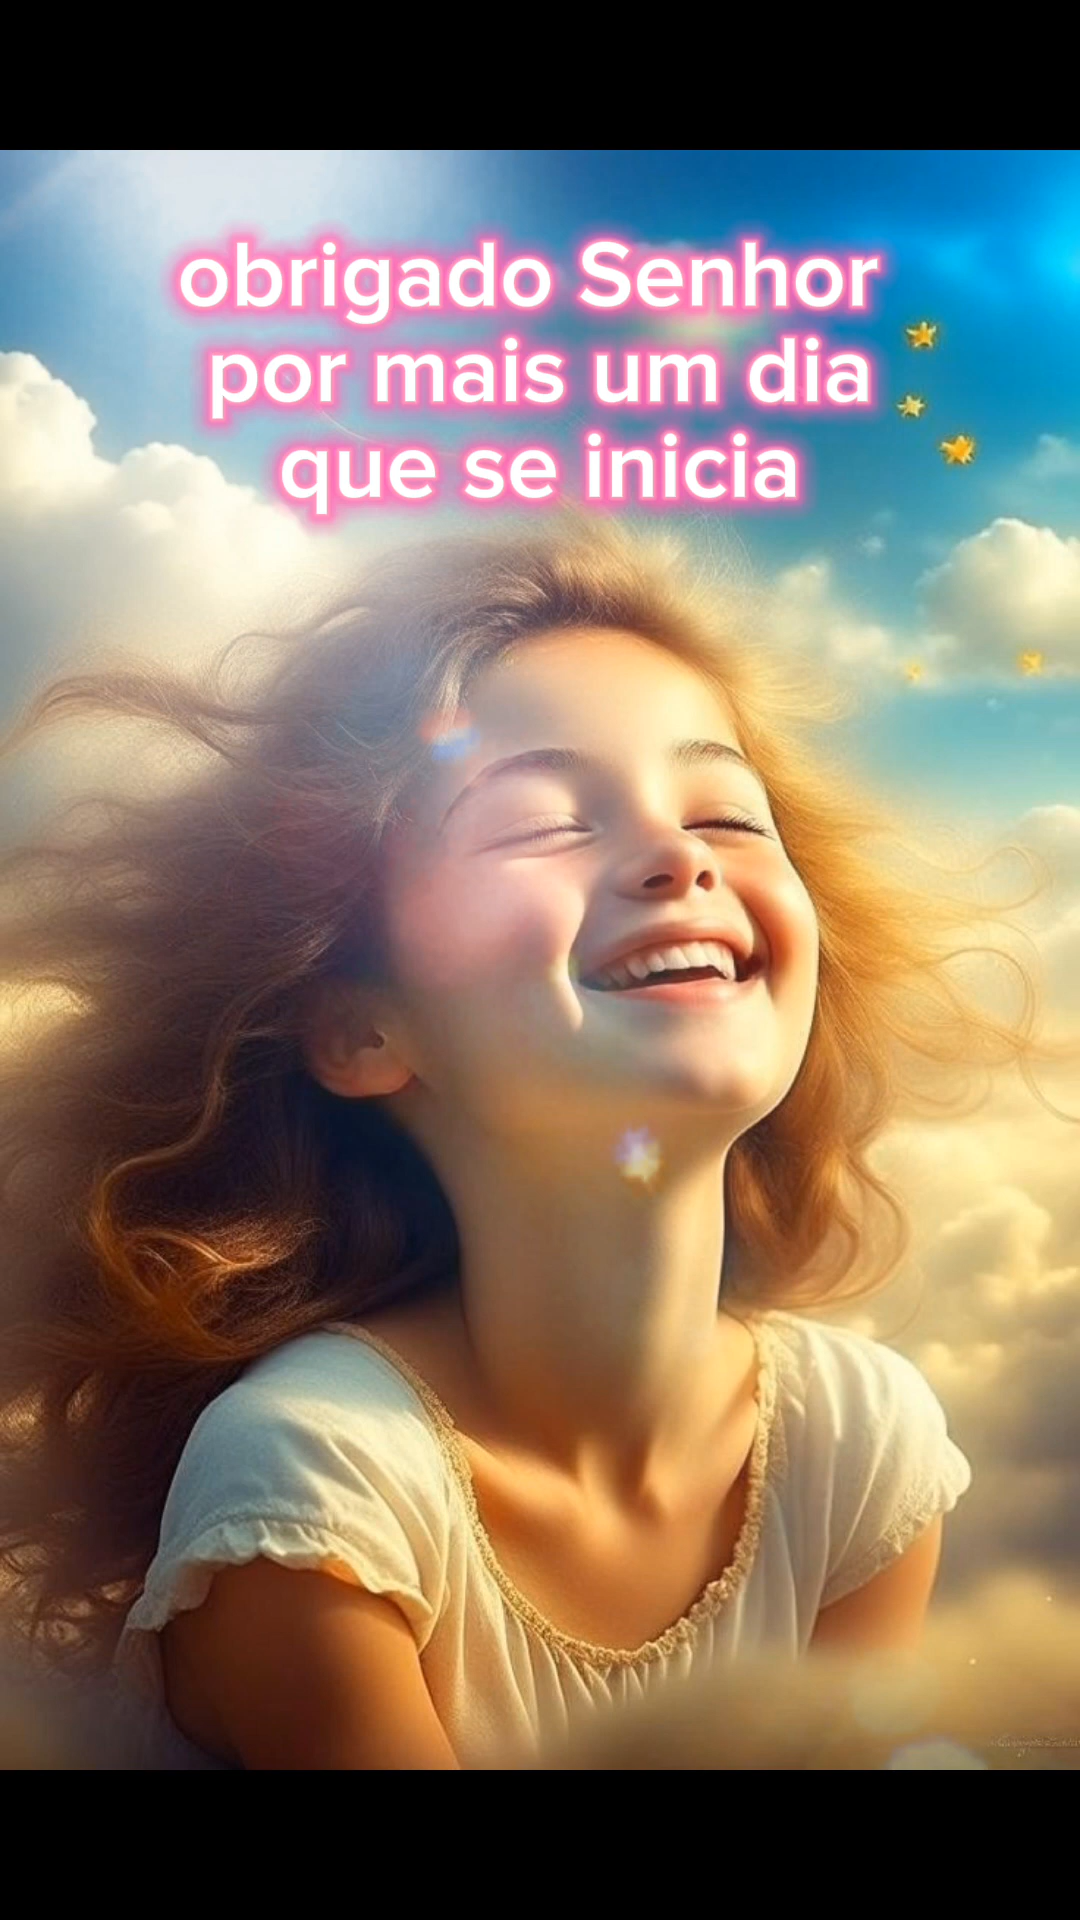 obrigado Senhor
por mais um dia
que se inicia